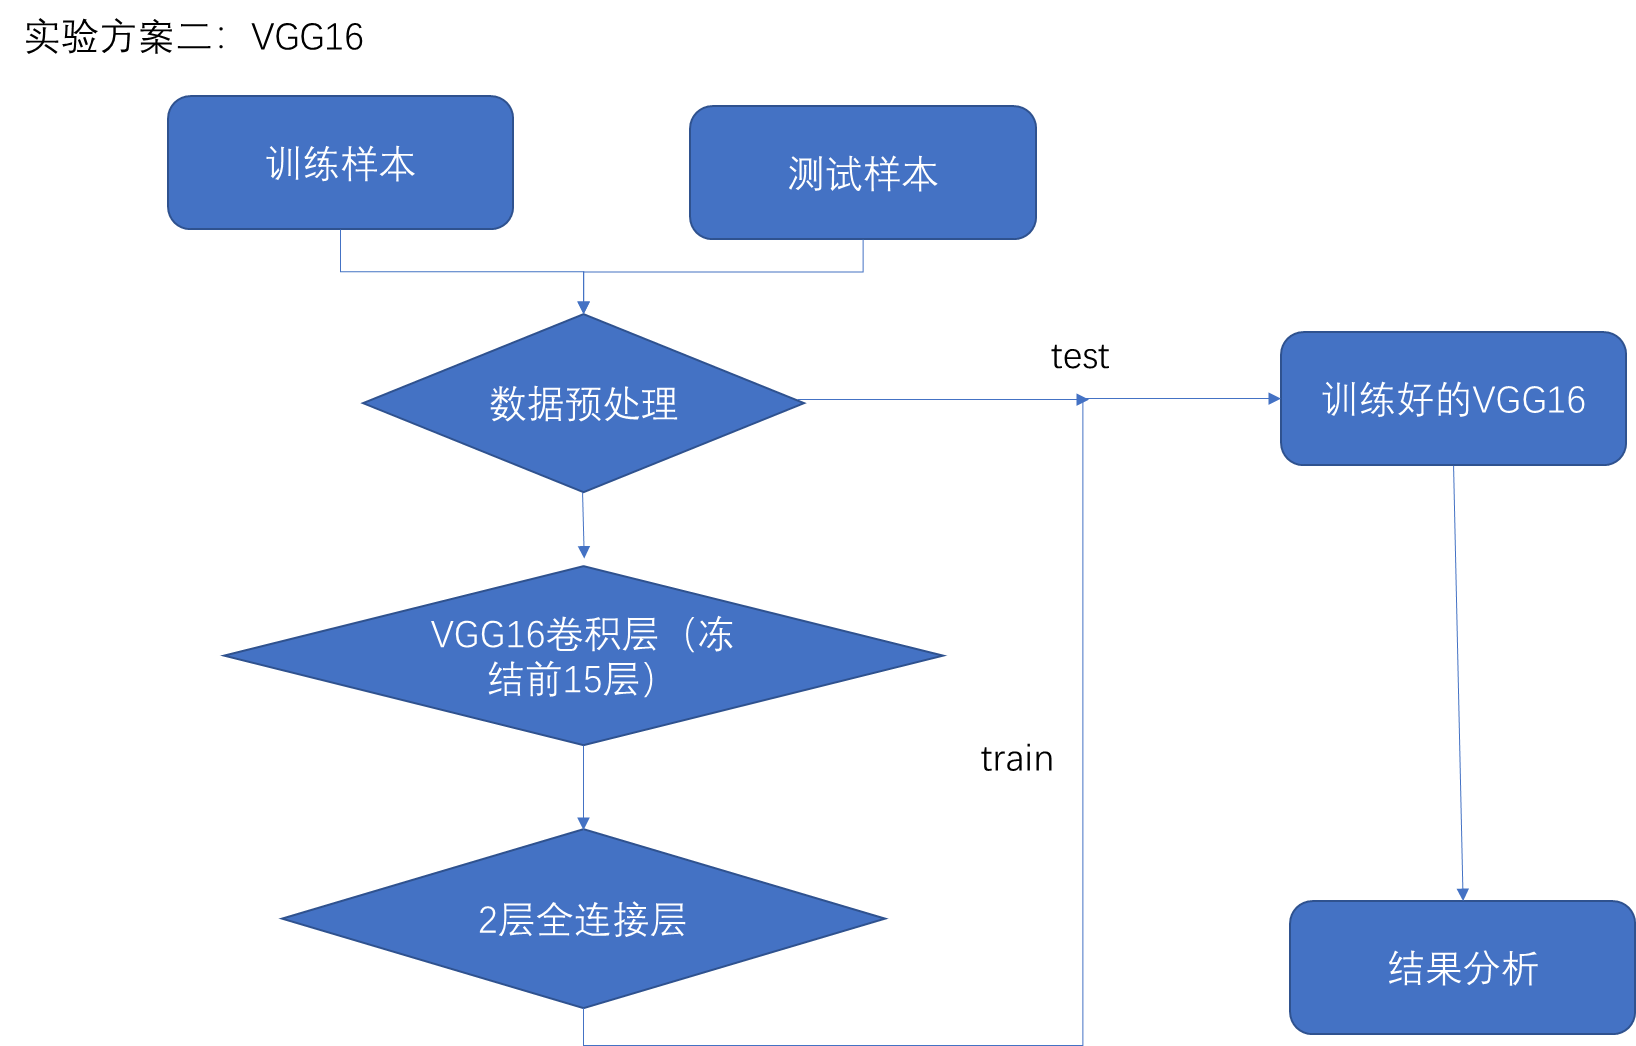 实验方案二：VGG16
训练样本
测试样本
数据预处理
test
训练好的VGG16
VGG16卷积层（冻
结前15层）
train
2层全连接层
结果分析